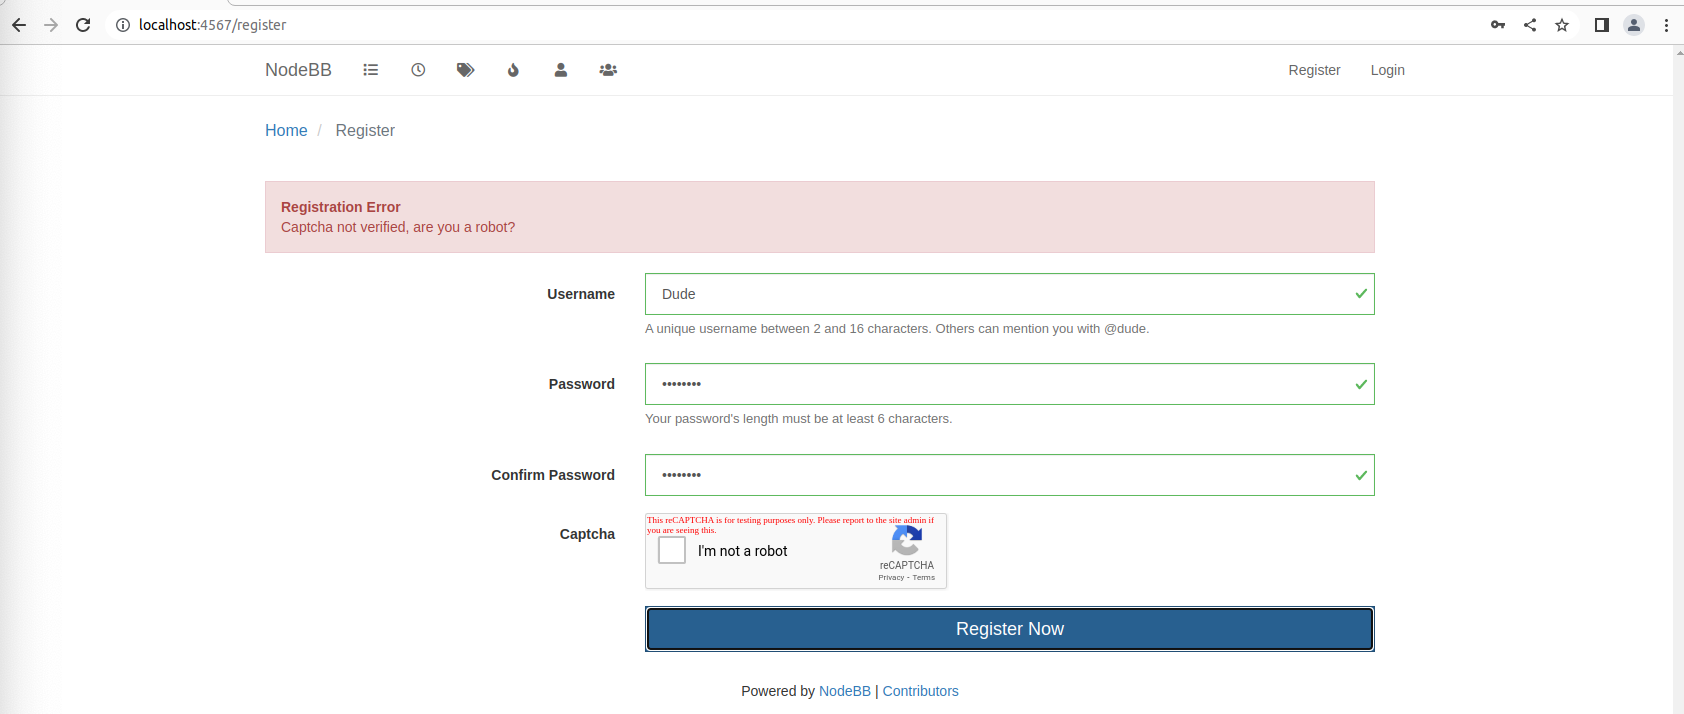 localhost:4567/register
NodeBB
Register Login
Home / Register
Registration Error
Captcha not verified, are you a robot?
Username
Dude
A unique username between 2 and 16 characters. Others can mention you with @dude.
Password
••••••••
Your password's length must be at least 6 characters.
Confirm Password
••••••••
Captcha
This reCAPTCHA is for testing purposes only. Please report to the site admin if
you are seeing this.
I'm not a robot
reCAPTCHA
Privacy - Terms
Register Now
Powered by NodeBB | Contributors